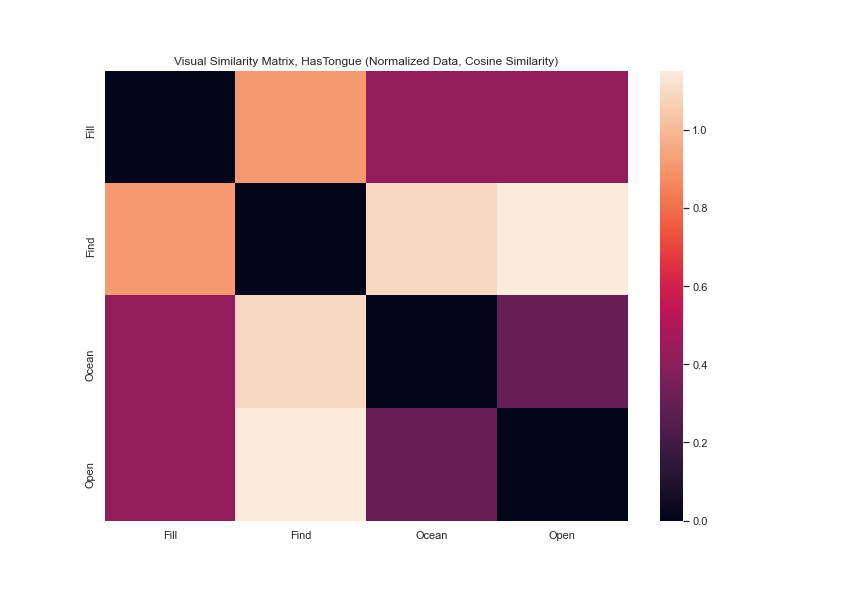 Visual Similarity Matrix, HasTongue (Normalized Data, Cosine Similarity)
Fill
Find
Ocean
Open
Fill Find Ocean Open
1.0
0.8
0.6
0.4
0.2
0.0